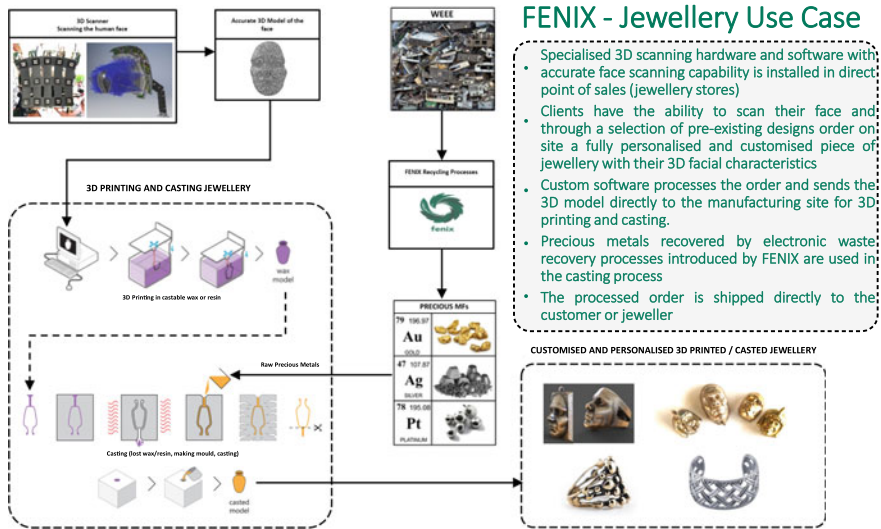 3D Scanner
Scanning the human face
Accurate 3D Model of the
face
WEEE
FENIX Recycling Processes
fenix
PRECIOUS MFs
79 196.97
Au
GOLD
47 107.87
Ag
SILVER
78 195.08
Pt
PLATINUM
3D PRINTING AND CASTING JEWELLERY
wax
model
3D Printing in castable wax or resin
Raw Precious Metals
Casting (lost wax/resin, making mould, casting)
casted
model
FENIX - Jewellery Use Case
• Specialised 3D scanning hardware and software with
accurate face scanning capability is installed in direct
point of sales (jewellery stores)
• Clients have the ability to scan their face and
through a selection of pre-existing designs order on
site a fully personalised and customised piece of
jewellery with their 3D facial characteristics
• Custom software processes the order and sends the
3D model directly to the manufacturing site for 3D
printing and casting.
• Precious metals recovered by electronic waste
recovery processes introduced by FENIX are used in
the casting process
• The processed order is shipped directly to the
customer or jeweller
CUSTOMISED AND PERSONALISED 3D PRINTED / CASTED JEWELLERY